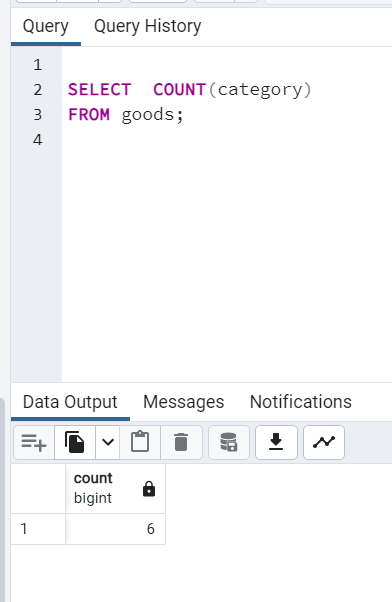 Query Query History
1
2 SELECT  COUNT(category)
3 FROM goods;
4
Data Output Messages Notifications
count
bigint
1 6